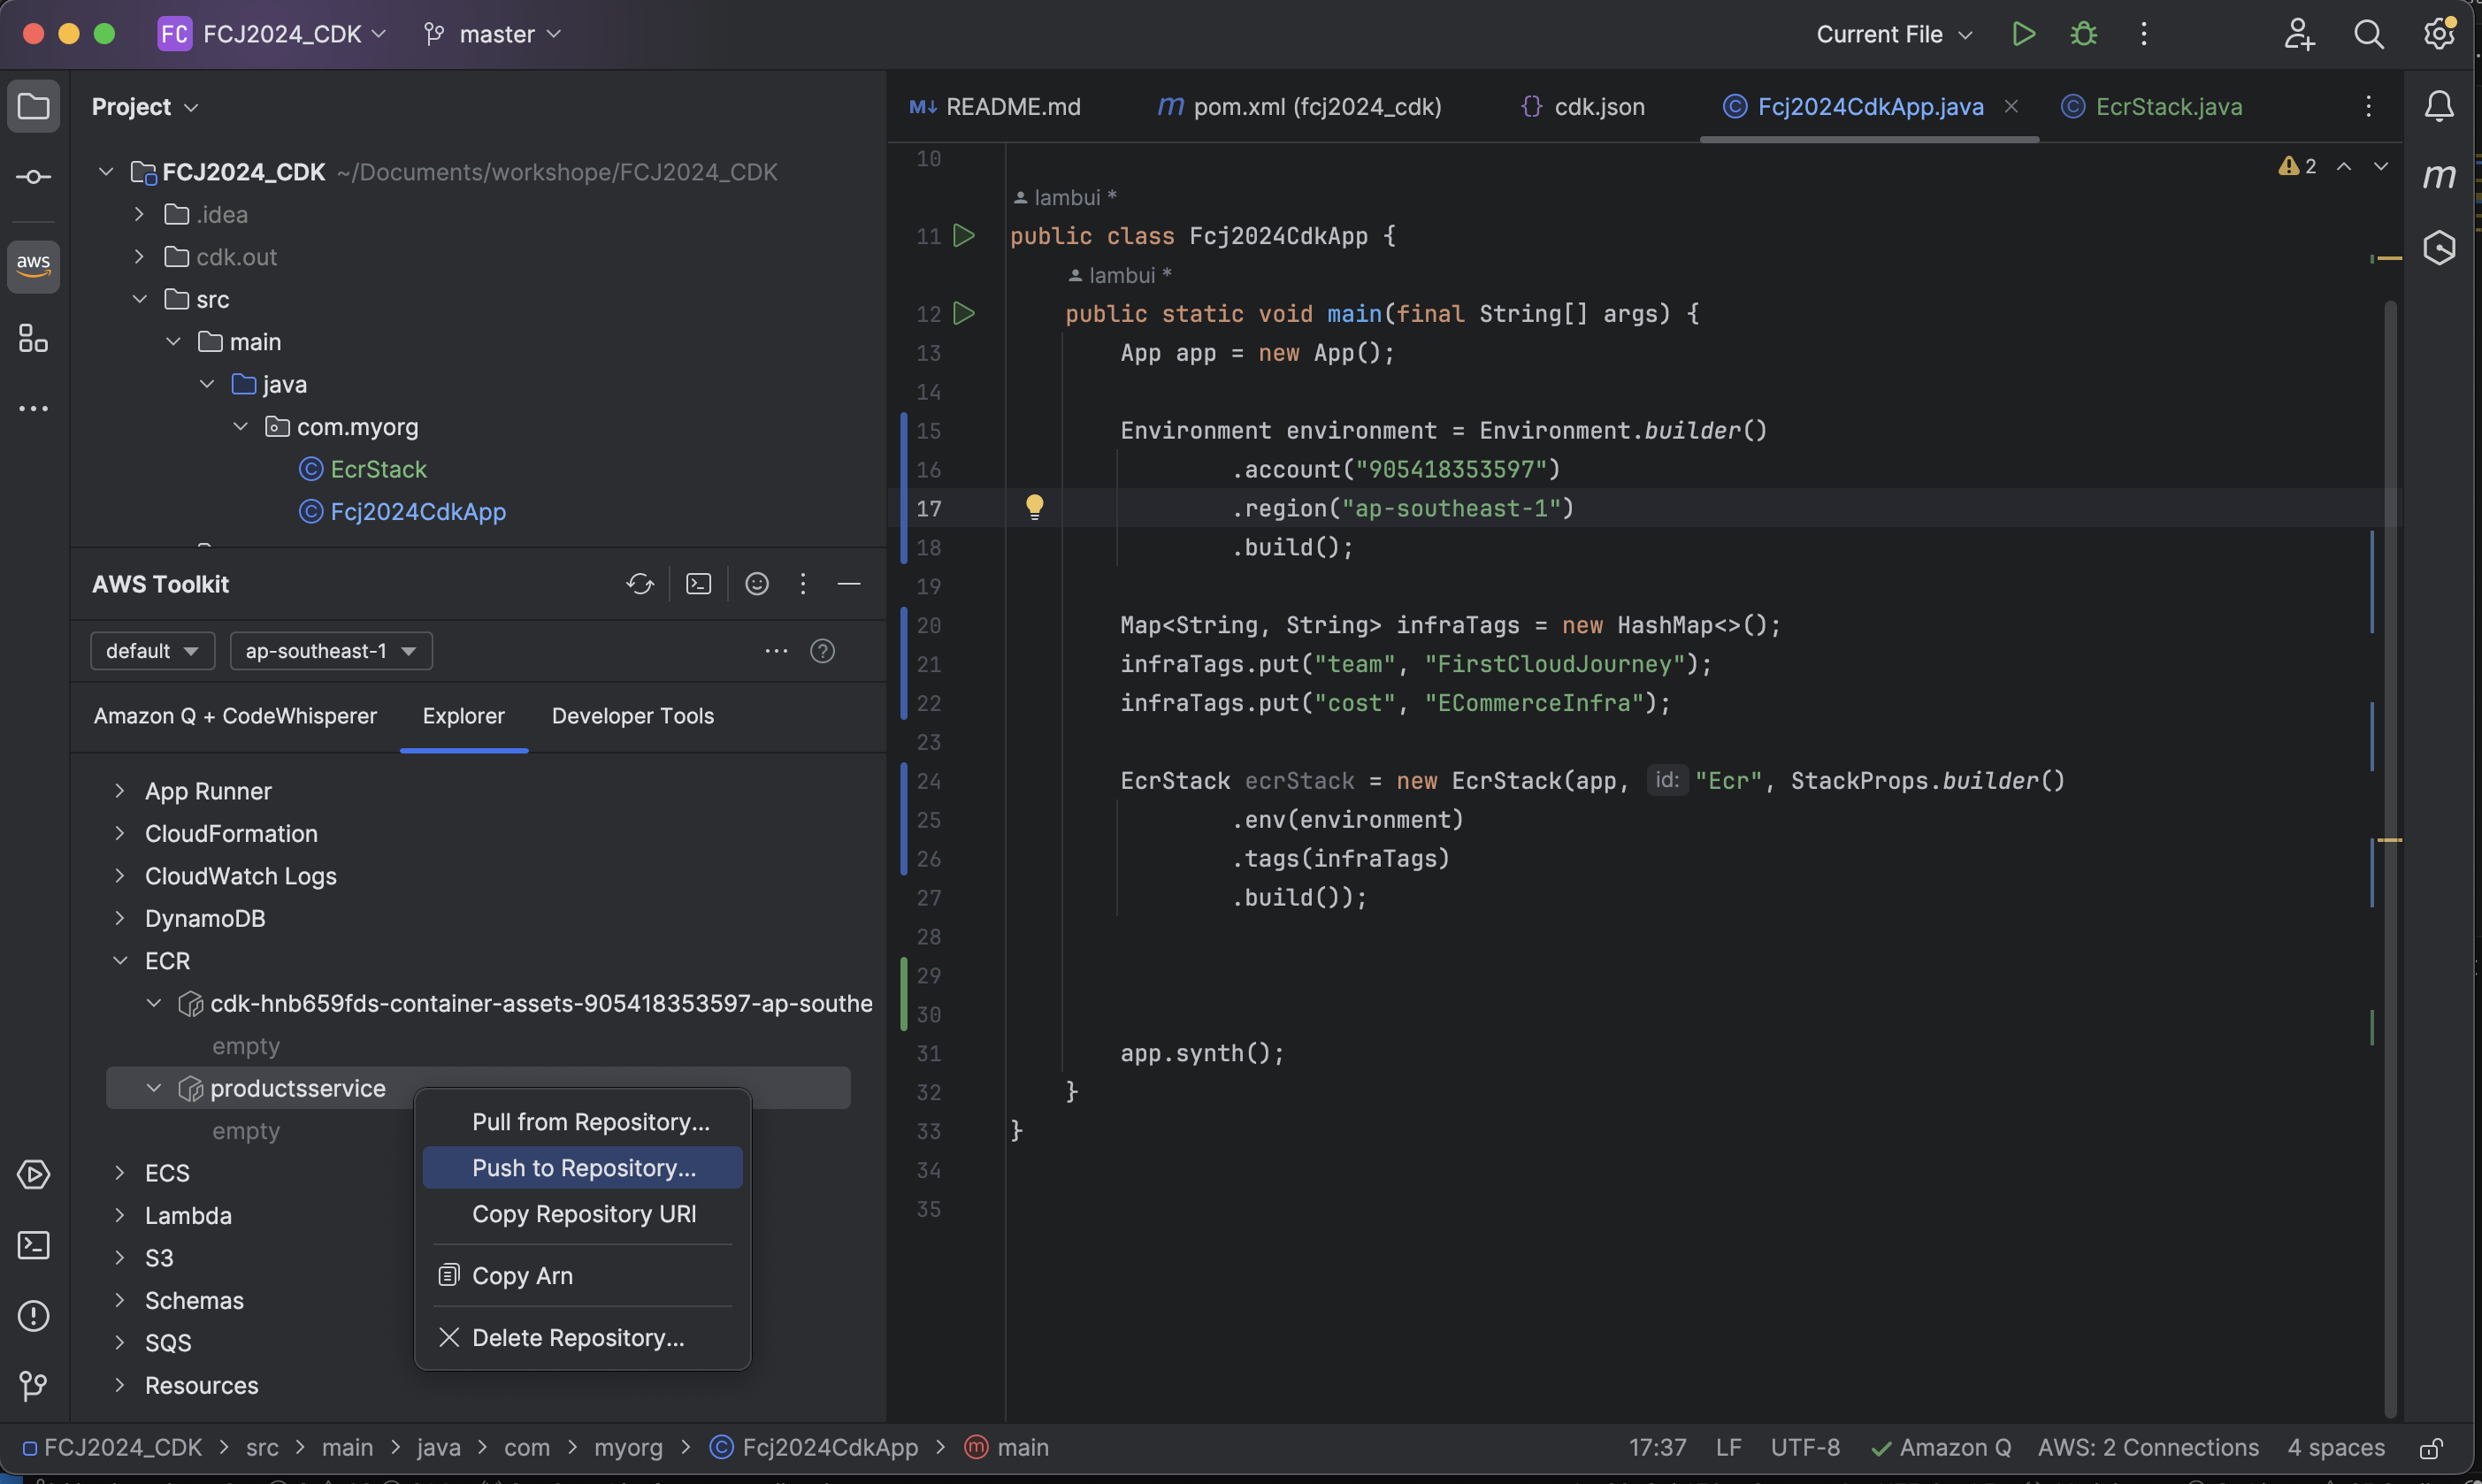 FC FCJ2024_CDK master Current File
Project
FCJ2024_CDK ~/Documents/workshope/FCJ2024_CDK
.idea
cdk.out
src
main
java
com.myorg
EcrStack
Fcj2024CdkApp
aws
AWS Toolkit
default ap-southeast-1
Amazon Q + CodeWhisperer Explorer Developer Tools
App Runner
CloudFormation
CloudWatch Logs
DynamoDB
ECR
cdk-hnb659fds-container-assets-905418353597-ap-southe
empty
productsservice
empty
ECS
Lambda
S3
Schemas
SQS
Resources
Pull from Repository...
Push to Repository...
Copy Repository URI
Copy Arn
Delete Repository...
M↓ README.md m pom.xml (fcj2024_cdk) {} cdk.json C Fcj2024CdkApp.java C EcrStack.java
2
m
10
lambui *
11 public class Fcj2024CdkApp {
lambui *
12 public static void main(final String[] args) {
13 App app = new App();
14
15 Environment environment = Environment.builder()
16 .account("905418353597")
17 .region("ap-southeast-1")
18 .build();
19
20 Map<String, String> infraTags = new HashMap<>();
21 infraTags.put("team", "FirstCloudJourney");
22 infraTags.put("cost", "ECommerceInfra");
23
24 EcrStack ecrStack = new EcrStack(app, id: "Ecr", StackProps.builder()
25 .env(environment)
26 .tags(infraTags)
27 .build());
28
29
30
31 app.synth();
32 }
33 }
34
35
FCJ2024_CDK > src > main > java > com > myorg > C Fcj2024CdkApp > m main 17:37 LF UTF-8 Amazon Q AWS: 2 Connections 4 spaces